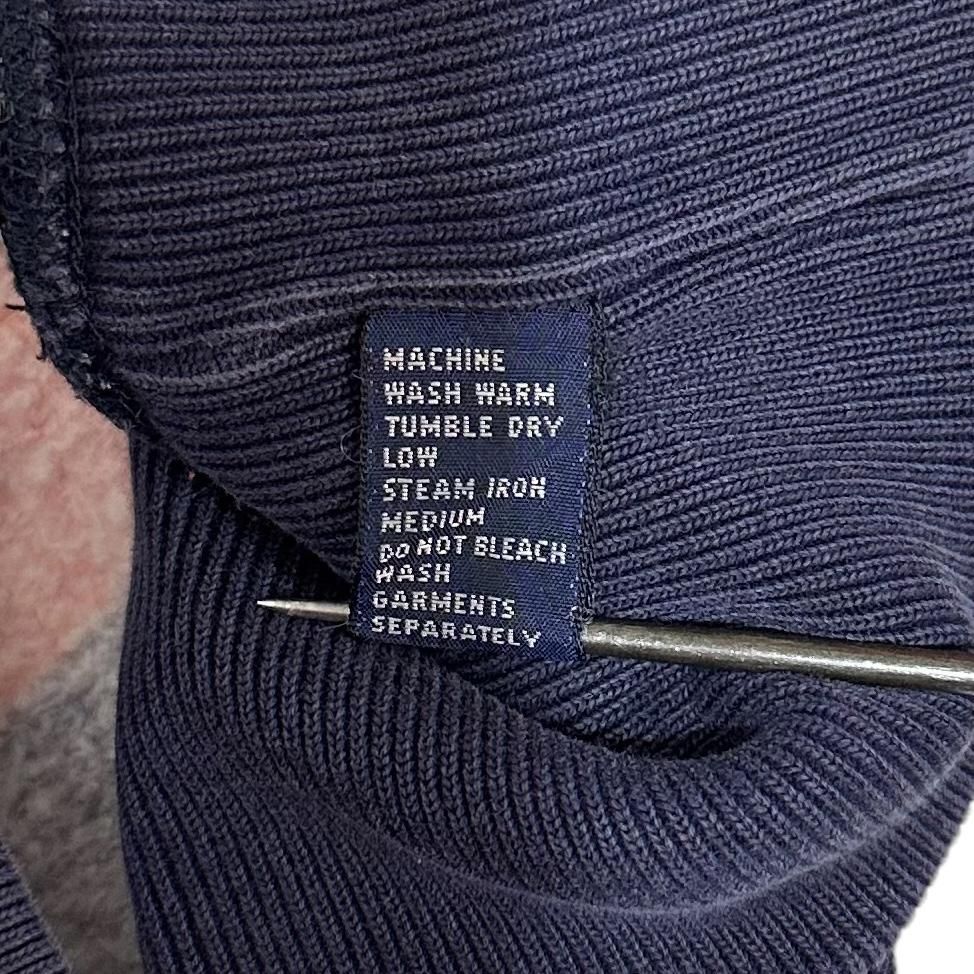 MACHINE
WASH WARM
TUMBLE DRY
LOW
STEAM IRON
MEDIUM
DO NOT BLEACH
WASH
GARMENTS
SEPARATELY